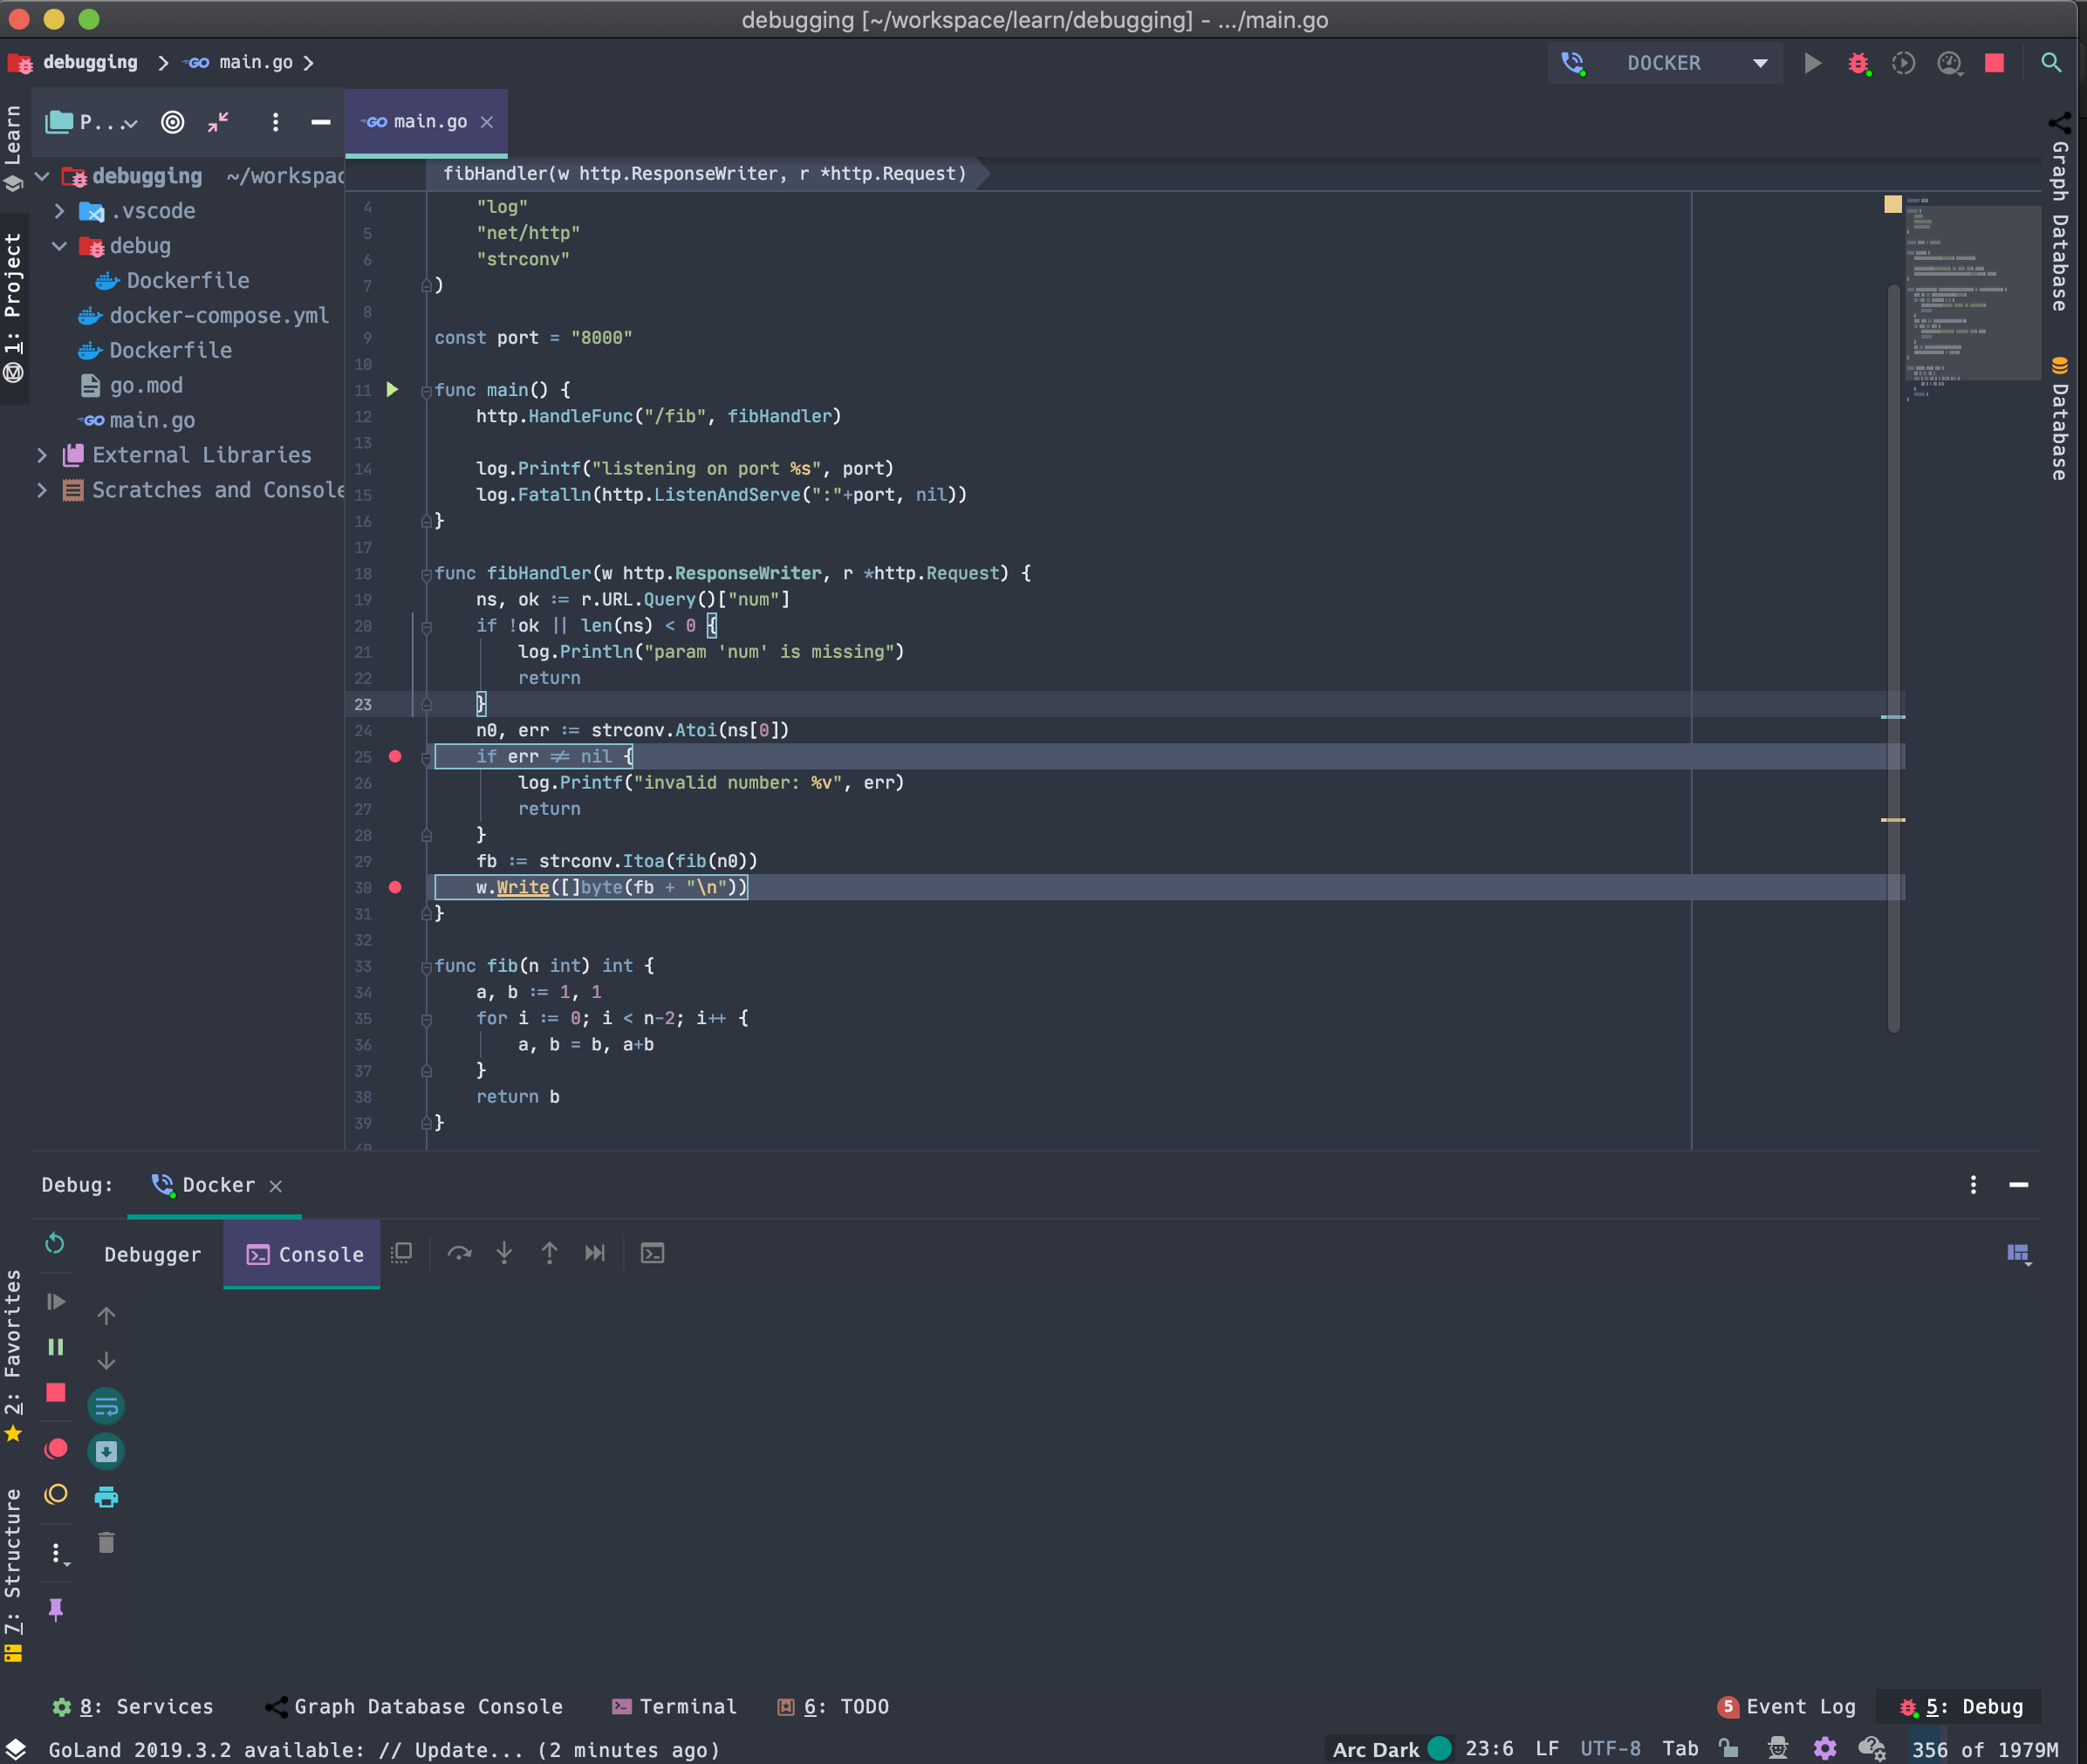 debugging [~/workspace/learn/debugging] - .../main.go
debugging main.go
DOCKER
Learn
1: Project
P...
debugging ~/workspac
.vscode
debug
Dockerfile
docker-compose.yml
Dockerfile
go.mod
main.go
External Libraries
Scratches and Console
main.go
fibHandler(w http.ResponseWriter, r *http.Request)
4 "log"
5 "net/http"
6 "strconv"
7 )
8
9 const port = "8000"
10
11 func main() {
12 http.HandleFunc("/fib", fibHandler)
13
14 log.Printf("listening on port %s", port)
15 log.Fatalln(http.ListenAndServe(":"+port, nil))
16 }
17
18 func fibHandler(w http.ResponseWriter, r *http.Request) {
19 ns, ok := r.URL.Query()["num"]
20 if !ok || len(ns) < 0 {
21 log.Println("param 'num' is missing")
22 return
23 }
24 n0, err := strconv.Atoi(ns[0])
25 if err ≠ nil {
26 log.Printf("invalid number: %v", err)
27 return
28 }
29 fb := strconv.Itoa(fib(n0))
30 w.Write([]byte(fb + "\n"))
31 }
32
33 func fib(n int) int {
34 a, b := 1, 1
35 for i := 0; i < n-2; i++ {
36 a, b = b, a+b
37 }
38 return b
39 }
40
Graph Database
Database
Debug: Docker
Debugger Console
2: Favorites
7: Structure
8: Services Graph Database Console Terminal 6: TODO 5 Event Log 5: Debug
GoLand 2019.3.2 available: // Update... (2 minutes ago) Arc Dark 23:6 LF UTF-8 Tab 356 of 1979M